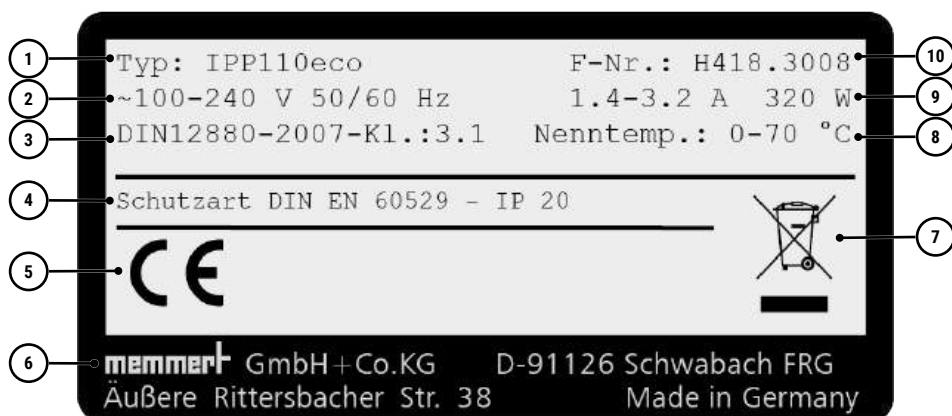 1 Typ: IPP110eco F-Nr.: H418.3008 10
2 ~100-240 V 50/60 Hz 1.4-3.2 A 320 W 9
3 DIN12880-2007-Kl.:3.1 Nenntemp.: 0-70 °C 8
4 Schutzart DIN EN 60529 - IP 20
7
5 CE
6 memmert GmbH+Co.KG D-91126 Schwabach FRG
Äußere Rittersbacher Str. 38 Made in Germany